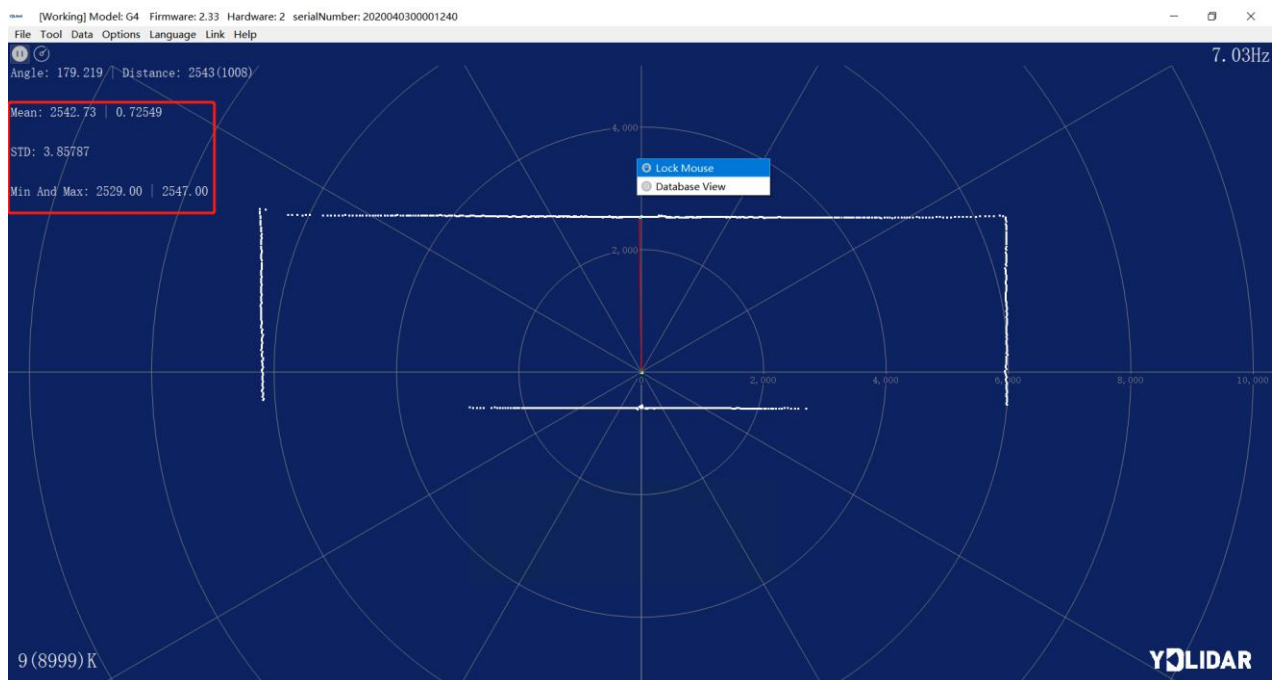 [Working] Model: G4 Firmware: 2.33 Hardware: 2 serialNumber: 2020040300001240
File Tool Data Options Language Link Help
7.03Hz
Angle: 179.219 | Distance: 2543(1008)
Mean: 2542.73 | 0.72549
STD: 3.85787
Min And Max: 2529.00 | 2547.00
4,000
Lock Mouse
Database View
2,000
0 2,000 4,000 6,000 8,000 10,000
9(8999)K
YDLIDAR